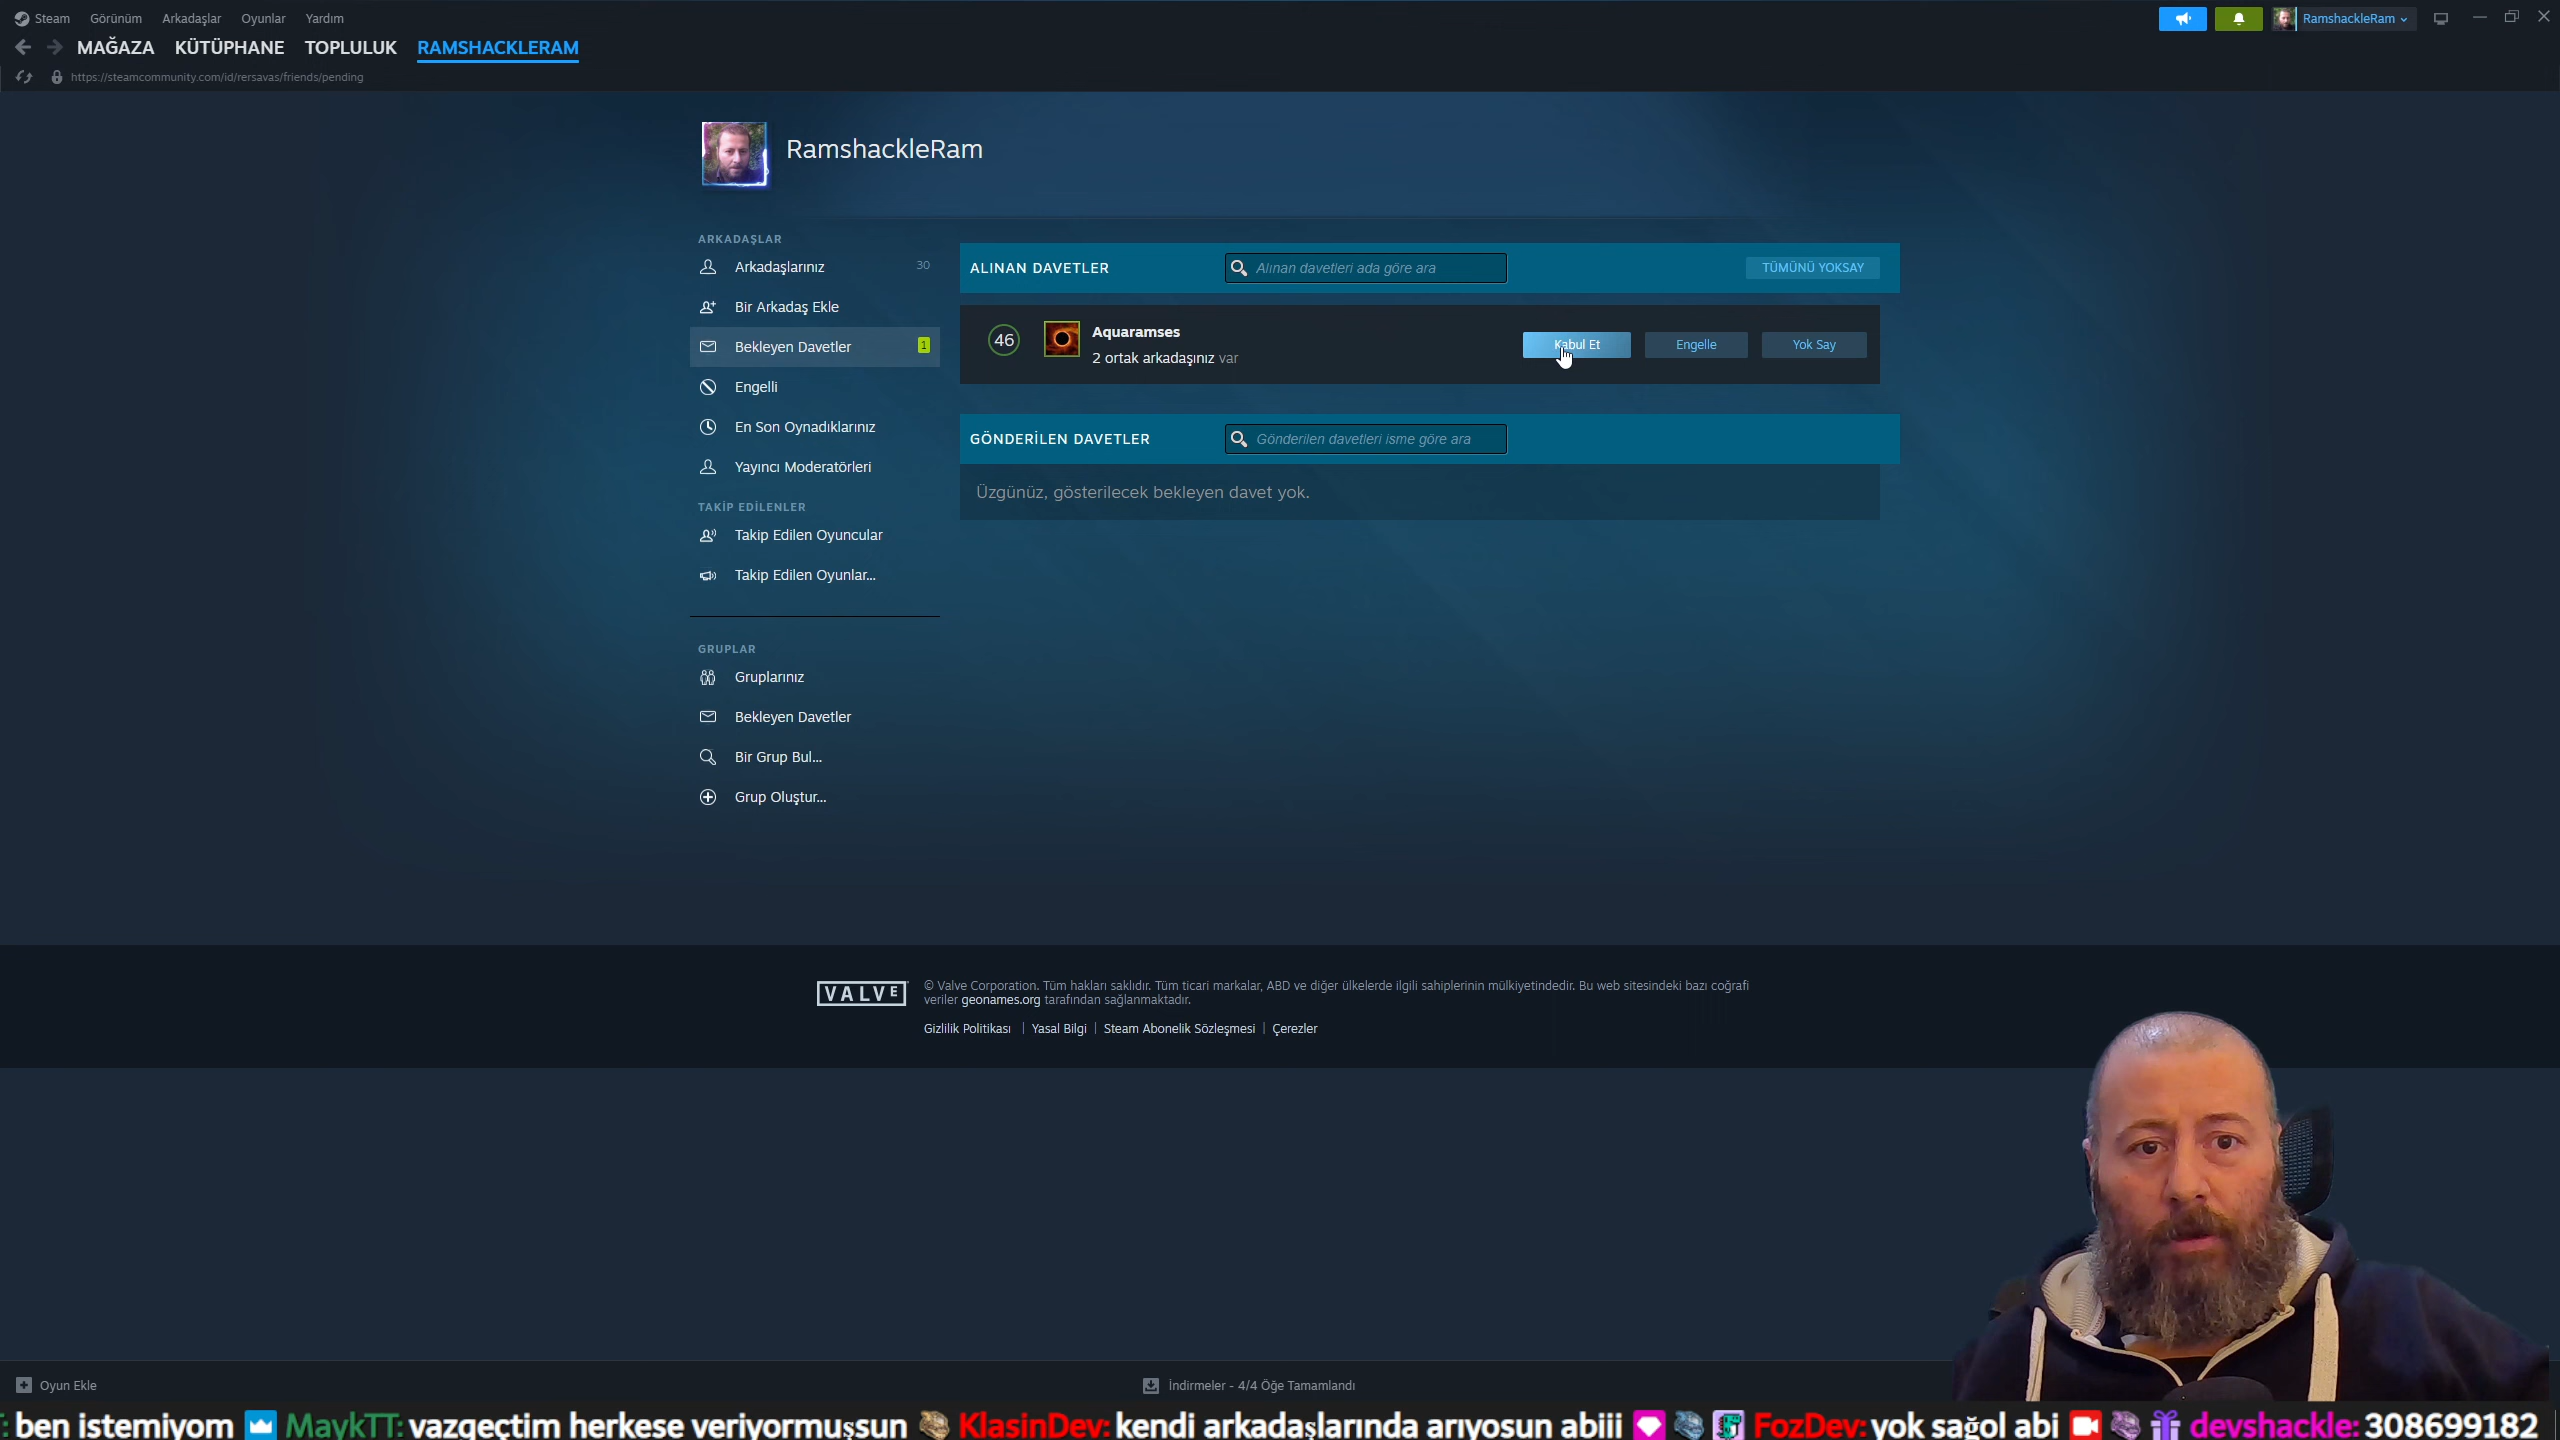 Steam Görünüm Arkadaşlar Oyunlar Yardım
RamshackleRam
MAĞAZA KÜTÜPHANE TOPLULUK RAMSHACKLERAM
https://steamcommunity.com/id/rersavas/friends/pending
RamshackleRam
ARKADAŞLAR
Arkadaşlarınız 30
Bir Arkadaş Ekle
Bekleyen Davetler 1
Engelli
En Son Oynadıklarınız
Yayıncı Moderatörleri
TAKİP EDİLENLER
Takip Edilen Oyuncular
Takip Edilen Oyunlar...
GRUPLAR
Gruplarınız
Bekleyen Davetler
Bir Grup Bul...
Grup Oluştur...
ALINAN DAVETLER
Alınan davetleri ada göre ara
TÜMÜNÜ YOKSAY
46
Aquaramses
2 ortak arkadaşınız var
Kabul Et
Engelle
Yok Say
GÖNDERİLEN DAVETLER
Gönderilen davetleri isme göre ara
Üzgünüz, gösterilecek bekleyen davet yok.
VALVE
© Valve Corporation. Tüm hakları saklıdır. Tüm ticari markalar, ABD ve diğer ülkelerde ilgili sahiplerinin mülkiyetindedir. Bu web sitesindeki bazı coğrafi
veriler geonames.org tarafından sağlanmaktadır.
Gizlilik Politikası | Yasal Bilgi | Steam Abonelik Sözleşmesi | Çerezler
Oyun Ekle
İndirmeler - 4/4 Öğe Tamamlandı
: ben istemiyom MaykTT: vazgeçtim herkese veriyormuşsun KlasinDev: kendi arkadaşlarında arıyosun abiii FozDev: yok sağol abi devshackle: 308699182